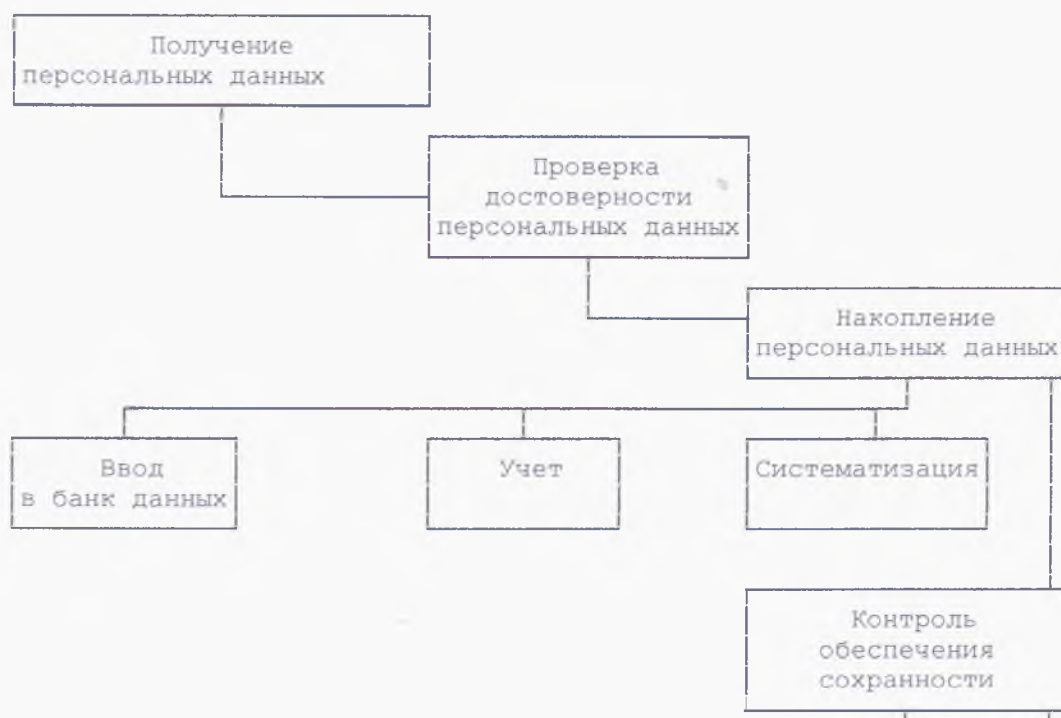 Получение
персональных данных
Проверка
достоверности
персональных данных
Накопление
персональных данных
Ввод
в банк данных
Учет
Систематизация
Контроль
обеспечения
сохранности